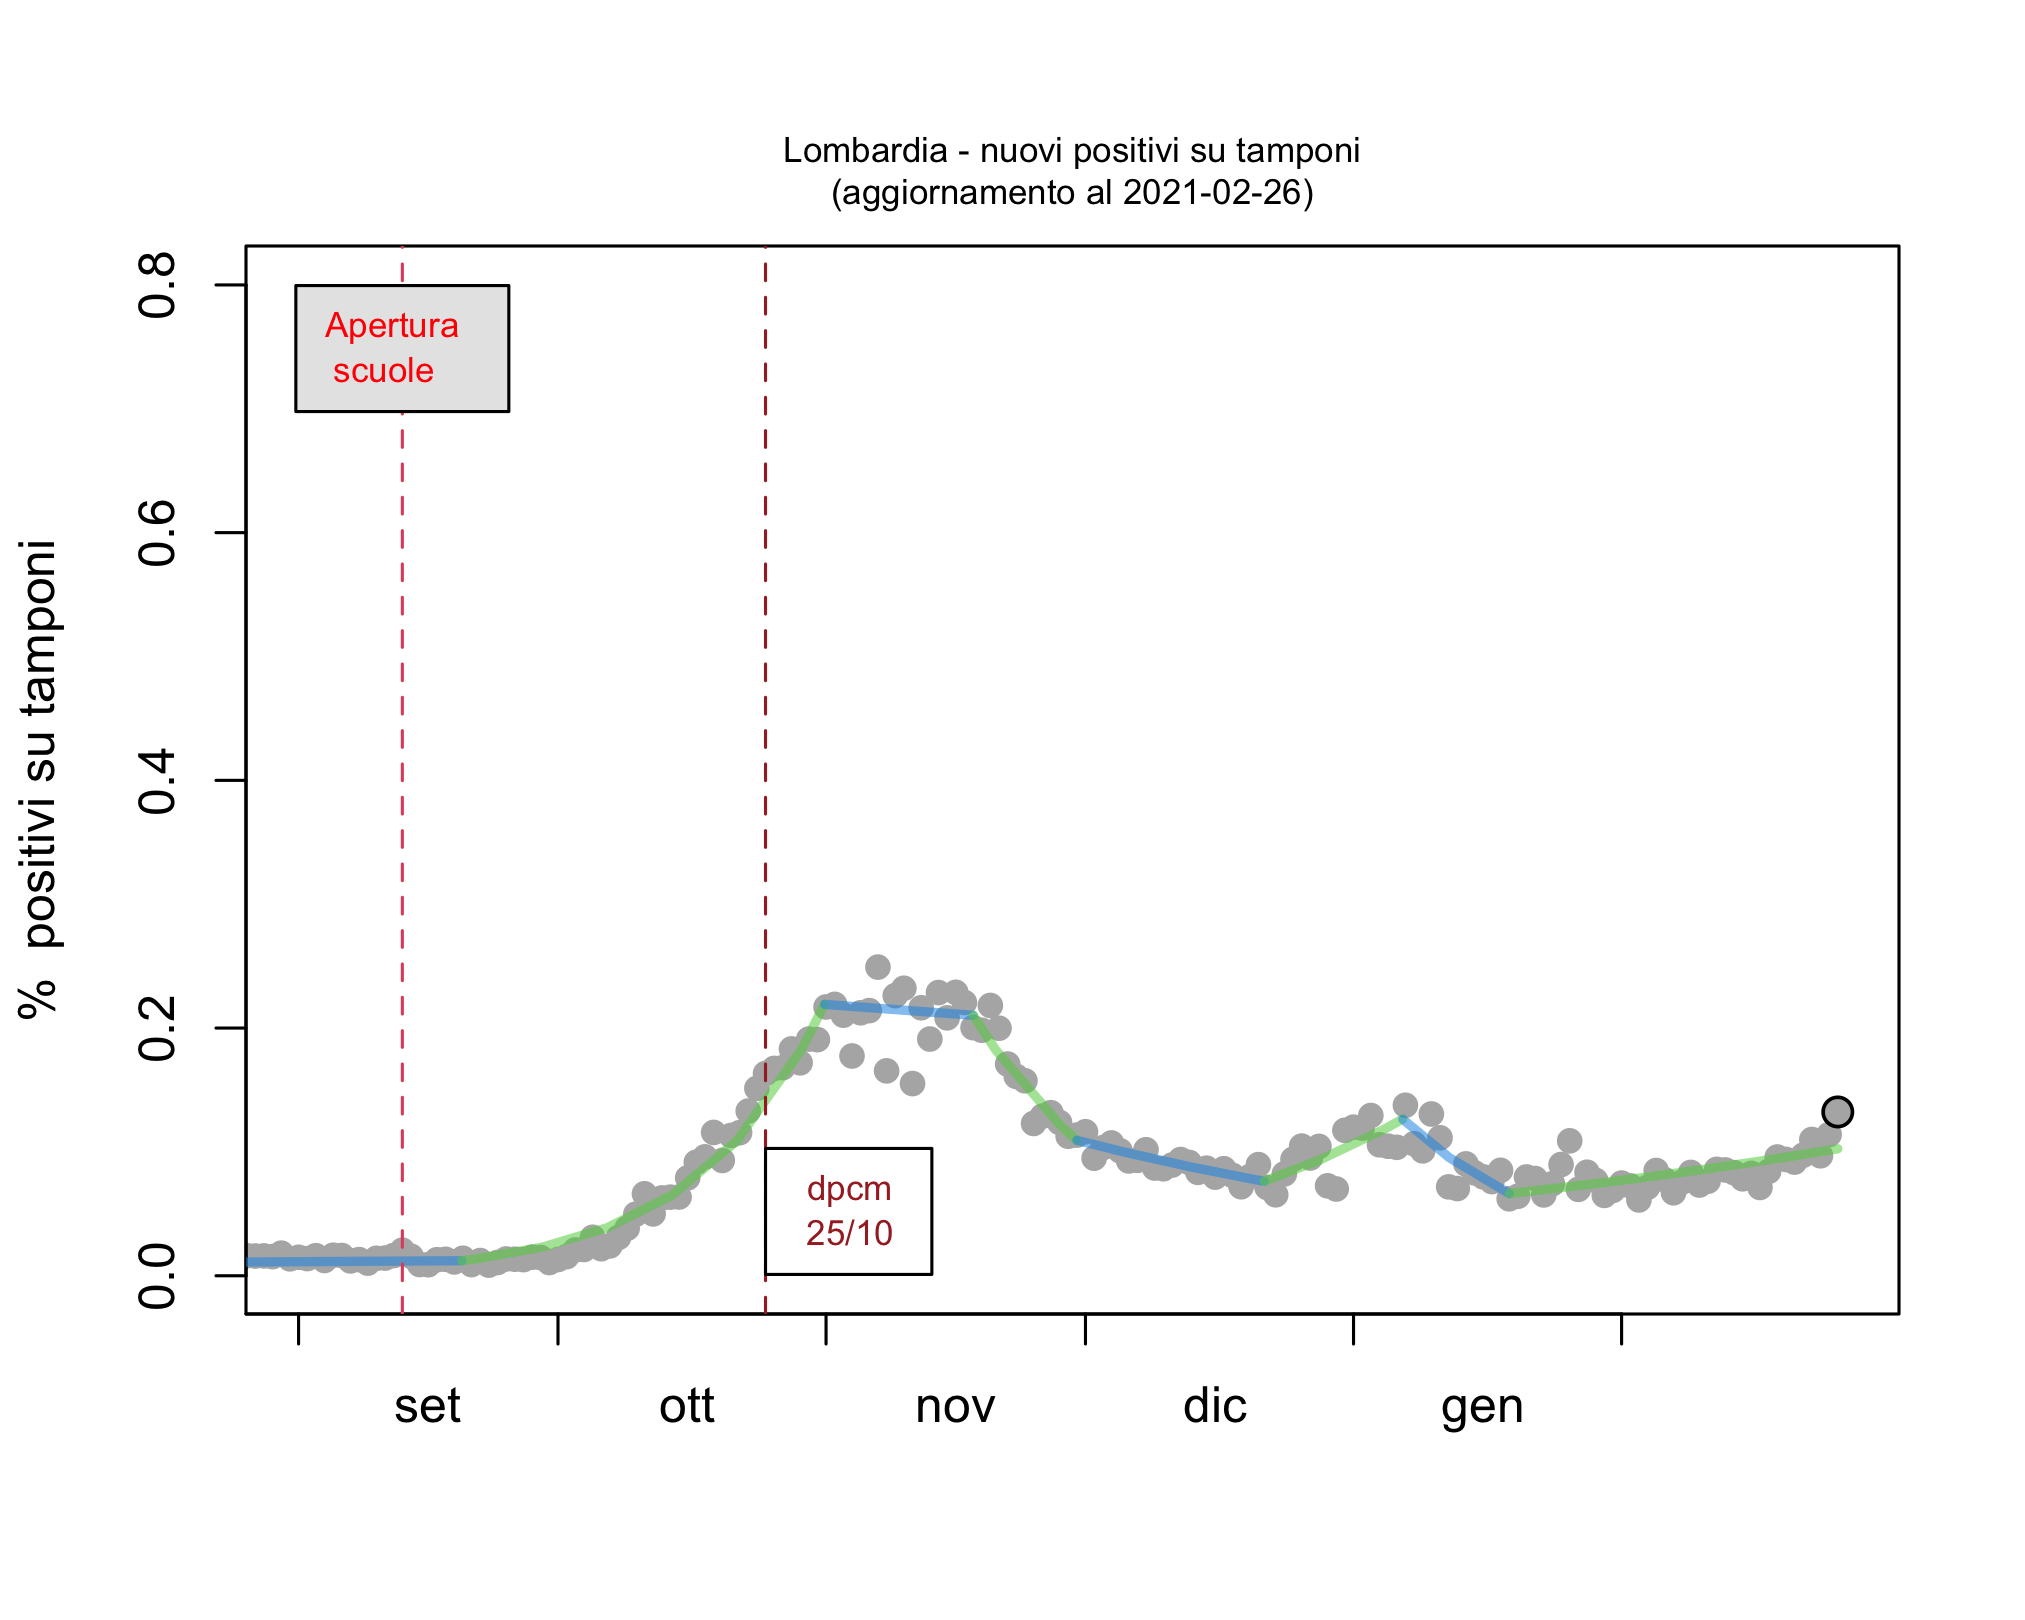 Lombardia - nuovi positivi su tamponi
(aggiornamento al 2021-02-26)
0.8
0.6
0.4
0.2
0.0
% positivi su tamponi
Apertura
scuole
dpcm
25/10
set ott nov dic gen